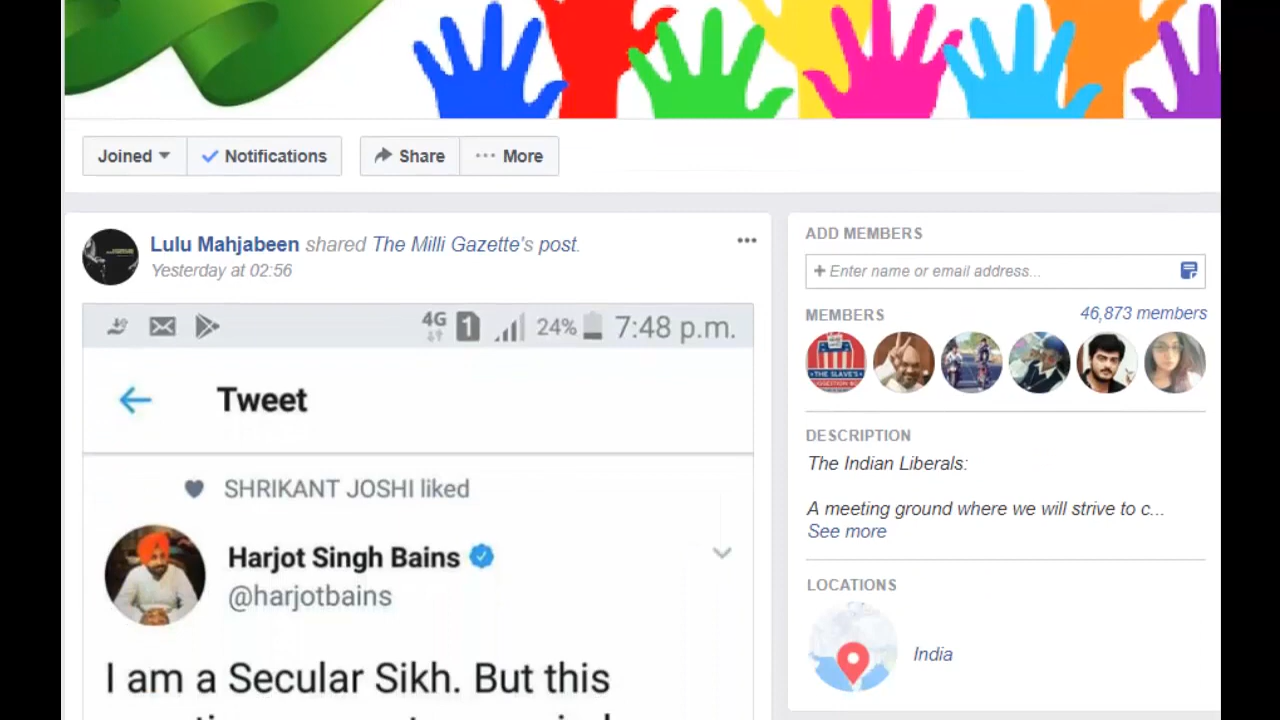 Joined
Notifications
Share
More
Lulu Mahjabeen shared The Milli Gazette's post.
Yesterday at 02:56
4G 1 24% 7:48 p.m.
Tweet
SHRIKANT JOSHI liked
Harjot Singh Bains
@harjotbains
I am a Secular Sikh. But this
ADD MEMBERS
+ Enter name or email address...
MEMBERS 46,873 members
THE SLAVE'S
DESCRIPTION
The Indian Liberals:
A meeting ground where we will strive to c...
See more
LOCATIONS
India